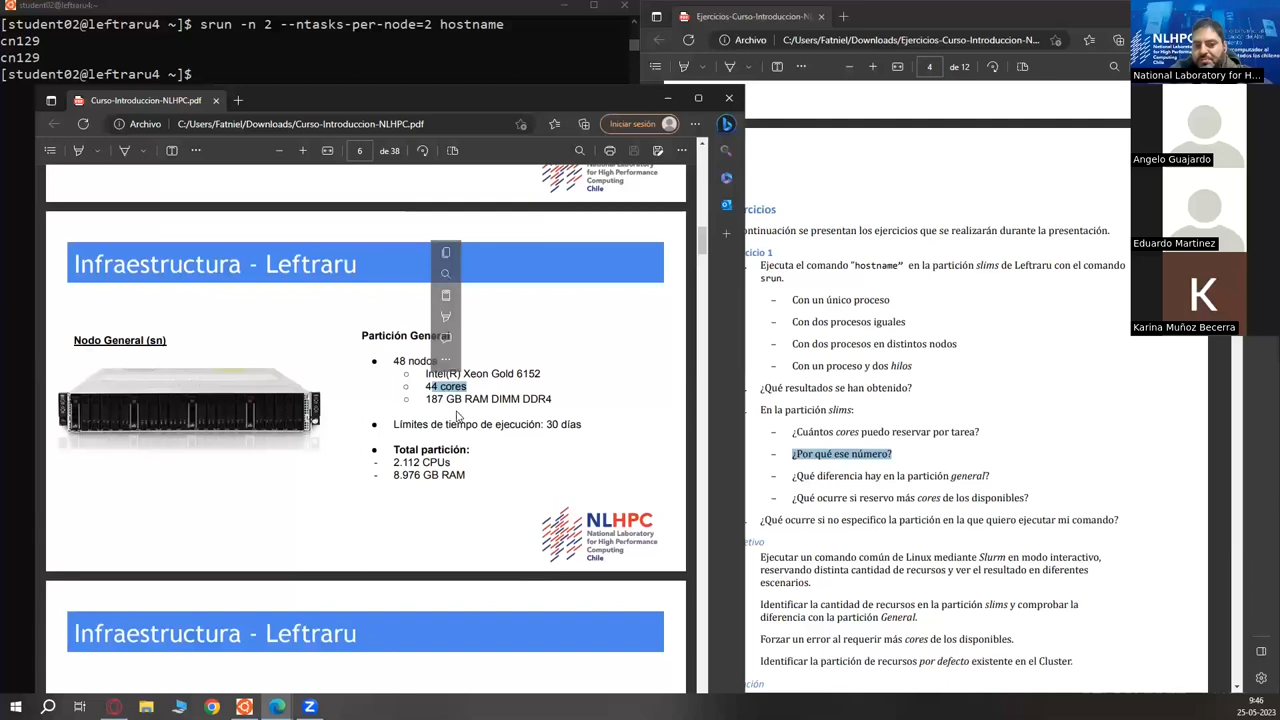 student02@leftraru4:~
[student02@leftraru4 ~]$ srun -n 2 --ntasks-per-node=2 hostname
cn129
cn129
[student02@leftraru4 ~]$
Ejercicios-Curso-Introduccion-NL
Archivo
C:/Users/Fatniel/Downloads/Ejercicios-Curso-Introduccion-N...
4
de 12
Curso-Introduccion-NLHPC.pdf
Archivo
C:/Users/Fatniel/Downloads/Curso-Introduccion-NLHPC.pdf
Iniciar sesión
6
de 38
National Laboratory
for High Performance
Computing
Chile
Infraestructura - Leftraru
Nodo General (sn)
Partición General
48 nodos
Intel(R) Xeon Gold 6152
44 cores
187 GB RAM DIMM DDR4
Límites de tiempo de ejecución: 30 días
Total partición:
- 2.112 CPUs
- 8.976 GB RAM
NLHPC
National Laboratory
for High Performance
Computing
Chile
Infraestructura - Leftraru
rcicios
ontinuación se presentan los ejercicios que se realizarán durante la presentación.
cicio 1
Ejecuta el comando "hostname" en la partición slims de Leftraru con el comando
srun.
– Con un único proceso
– Con dos procesos iguales
– Con dos procesos en distintos nodos
– Con un proceso y dos hilos
¿Qué resultados se han obtenido?
En la partición slims:
– ¿Cuántos cores puedo reservar por tarea?
– ¿Por qué ese número?
– ¿Qué diferencia hay en la partición general?
– ¿Qué ocurre si reservo más cores de los disponibles?
¿Qué ocurre si no especifico la partición en la que quiero ejecutar mi comando?
etivo
Ejecutar un comando común de Linux mediante Slurm en modo interactivo,
reservando distinta cantidad de recursos y ver el resultado en diferentes
escenarios.
Identificar la cantidad de recursos en la partición slims y comprobar la
diferencia con la partición General.
Forzar un error al requerir más cores de los disponibles.
Identificar la partición de recursos por defecto existente en el Cluster.
ación
NLHPC
National Laboratory for H...
Angelo Guajardo
Eduardo Martinez
K
Karina Muñoz Becerra
9:46
25-05-2023